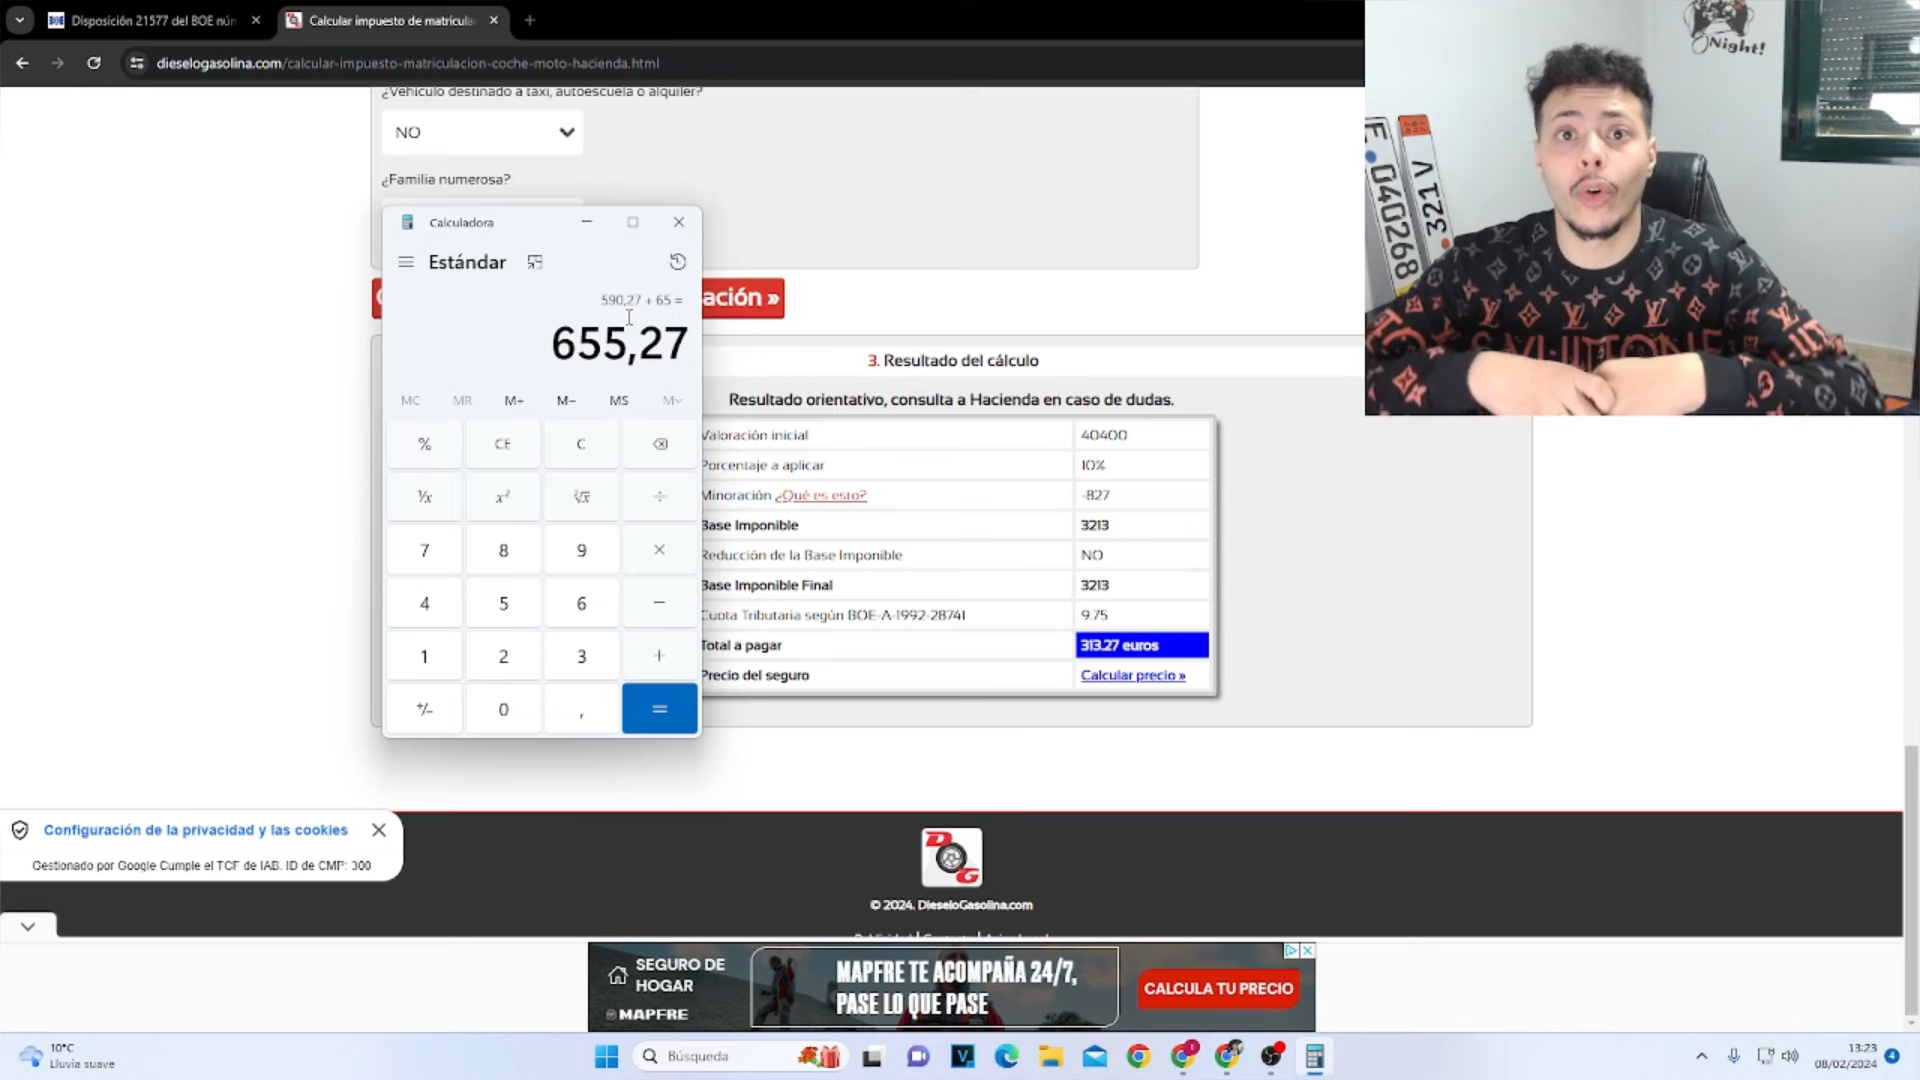 Disposición 21577 del BOE núm
Calcular impuesto de matricula
dieselogasolina.com/calcular-impuesto-matriculacion-coche-moto-hacienda.html
¿Vehículo destinado a taxi, autoescuela o alquiler?
NO
¿Familia numerosa?
Calculadora
Estándar
590,27 + 65 =
655,27
MC MR M+ M− MS M˅
% CE C
¹/x x² ²√x ÷
7 8 9 ×
4 5 6 −
1 2 3 +
+/− 0 , =
ación »
3. Resultado del cálculo
Resultado orientativo, consulta a Hacienda en caso de dudas.
Valoración inicial 40400
Porcentaje a aplicar 10%
Minoración ¿Qué es esto? -827
Base Imponible 3213
Reducción de la Base Imponible NO
Base Imponible Final 3213
Cuota Tributaria según BOE-A-1992-28741 9.75
Total a pagar 313.27 euros
Precio del seguro Calcular precio »
Night!
F 040268
321 V
Configuración de la privacidad y las cookies
Gestionado por Google Cumple el TCF de IAB. ID de CMP: 300
DG
© 2024. DieseloGasolina.com
SEGURO DE
HOGAR
MAPFRE
MAPFRE TE ACOMPAÑA 24/7,
PASE LO QUE PASE
CALCULA TU PRECIO
10°C
Lluvia suave
Búsqueda
13:23
08/02/2024
4